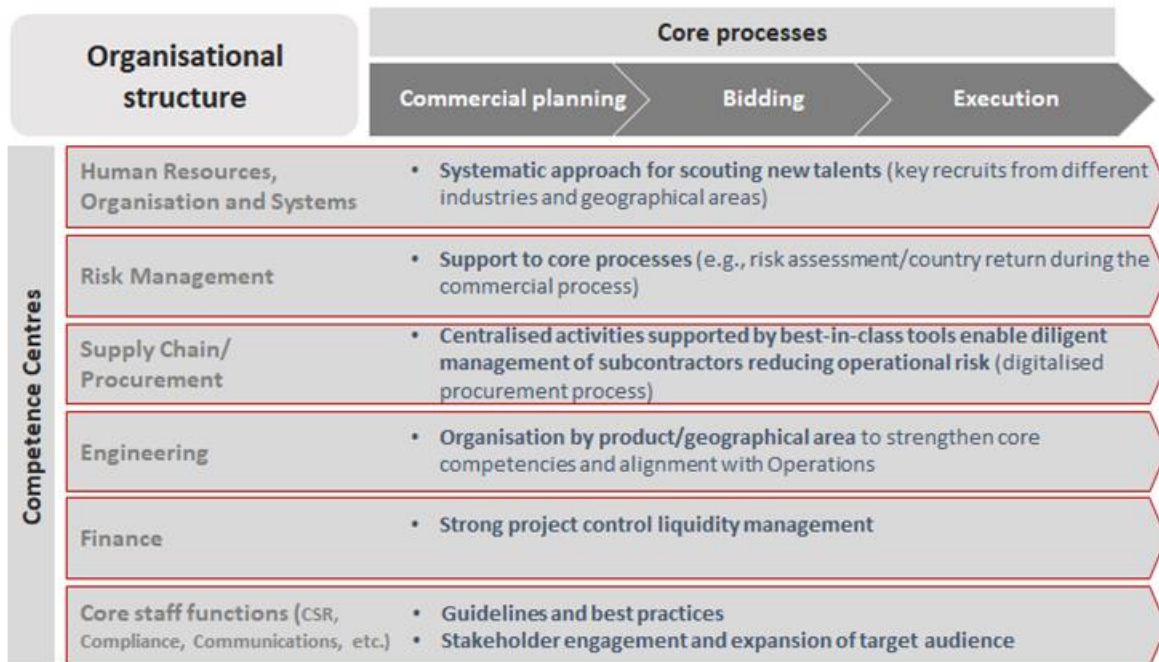 Organisational
structure
Core processes
Commercial planning
Bidding
Execution
Competence Centres
Human Resources,
Organisation and Systems
• Systematic approach for scouting new talents (key recruits from different
industries and geographical areas)
Risk Management
• Support to core processes (e.g., risk assessment/country return during the
commercial process)
Supply Chain/
Procurement
• Centralised activities supported by best-in-class tools enable diligent
management of subcontractors reducing operational risk (digitalised
procurement process)
Engineering
• Organisation by product/geographical area to strengthen core
competencies and alignment with Operations
Finance
• Strong project control liquidity management
Core staff functions (CSR,
Compliance, Communications, etc.)
• Guidelines and best practices
• Stakeholder engagement and expansion of target audience